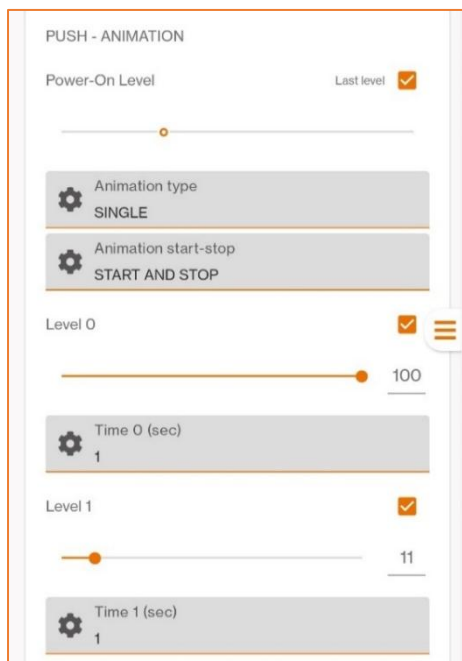 PUSH - ANIMATION
Power-On Level Last level
Animation type
SINGLE
Animation start-stop
START AND STOP
Level 0
100
Time 0 (sec)
1
Level 1
11
Time 1 (sec)
1